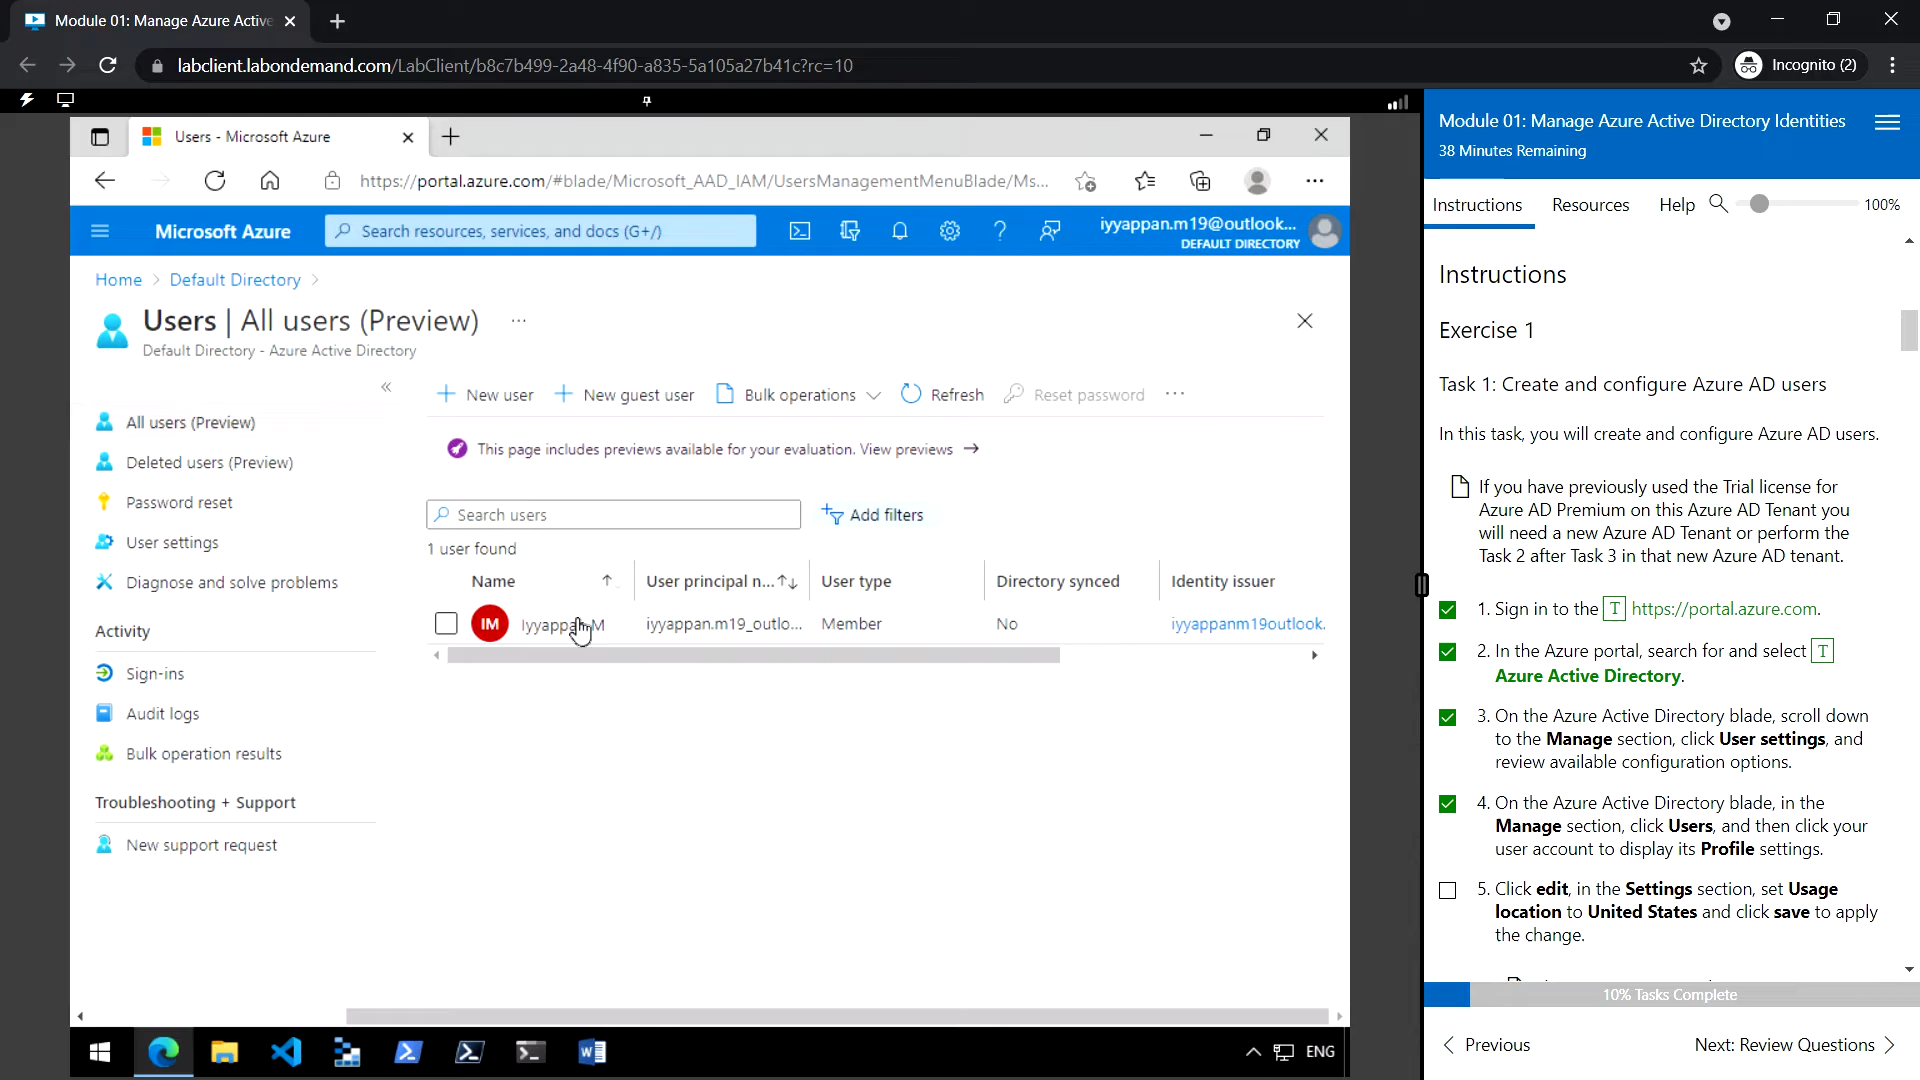 Module 01: Manage Azure Active
labclient.labondemand.com/LabClient/b8c7b499-2a48-4f90-a835-5a105a27b41c?rc=10
Incognito (2)
Users - Microsoft Azure
https://portal.azure.com/#blade/Microsoft_AAD_IAM/UsersManagementMenuBlade/Ms...
Microsoft Azure
Search resources, services, and docs (G+/)
iyyappan.m19@outlook...
DEFAULT DIRECTORY
Home > Default Directory >
Users | All users (Preview) ...
Default Directory - Azure Active Directory
All users (Preview)
Deleted users (Preview)
Password reset
User settings
Diagnose and solve problems
Activity
Sign-ins
Audit logs
Bulk operation results
Troubleshooting + Support
New support request
New user
New guest user
Bulk operations
Refresh
Reset password
...
This page includes previews available for your evaluation. View previews →
Search users
Add filters
1 user found
Name
User principal n...
User type
Directory synced
Identity issuer
IM
Iyyappan M
iyyappan.m19_outlo...
Member
No
iyyappanm19outlook.
ENG
Module 01: Manage Azure Active Directory Identities
38 Minutes Remaining
Instructions
Resources
Help
100%
Instructions
Exercise 1
Task 1: Create and configure Azure AD users
In this task, you will create and configure Azure AD users.
If you have previously used the Trial license for
Azure AD Premium on this Azure AD Tenant you
will need a new Azure AD Tenant or perform the
Task 2 after Task 3 in that new Azure AD tenant.
1. Sign in to the T https://portal.azure.com.
2. In the Azure portal, search for and select T
Azure Active Directory.
3. On the Azure Active Directory blade, scroll down
to the Manage section, click User settings, and
review available configuration options.
4. On the Azure Active Directory blade, in the
Manage section, click Users, and then click your
user account to display its Profile settings.
5. Click edit, in the Settings section, set Usage
location to United States and click save to apply
the change.
10% Tasks Complete
Previous
Next: Review Questions